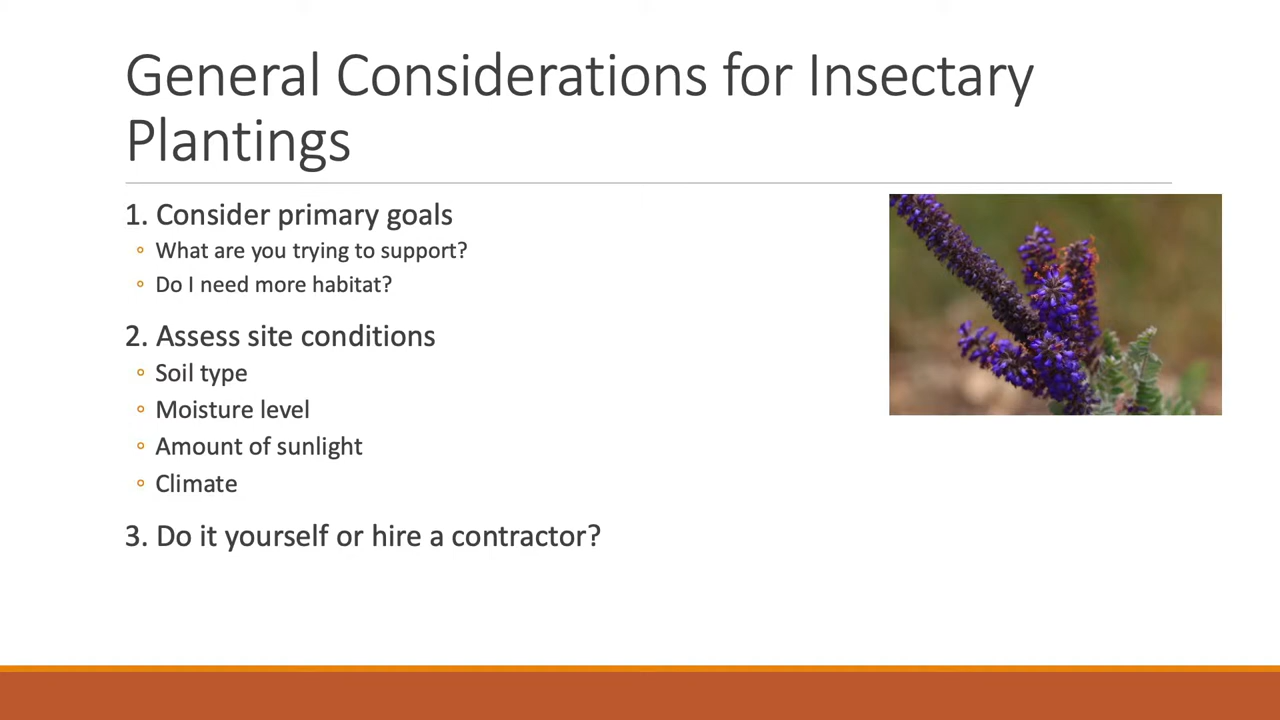 General Considerations for Insectary
Plantings
1. Consider primary goals
◦ What are you trying to support?
◦ Do I need more habitat?
2. Assess site conditions
◦ Soil type
◦ Moisture level
◦ Amount of sunlight
◦ Climate
3. Do it yourself or hire a contractor?